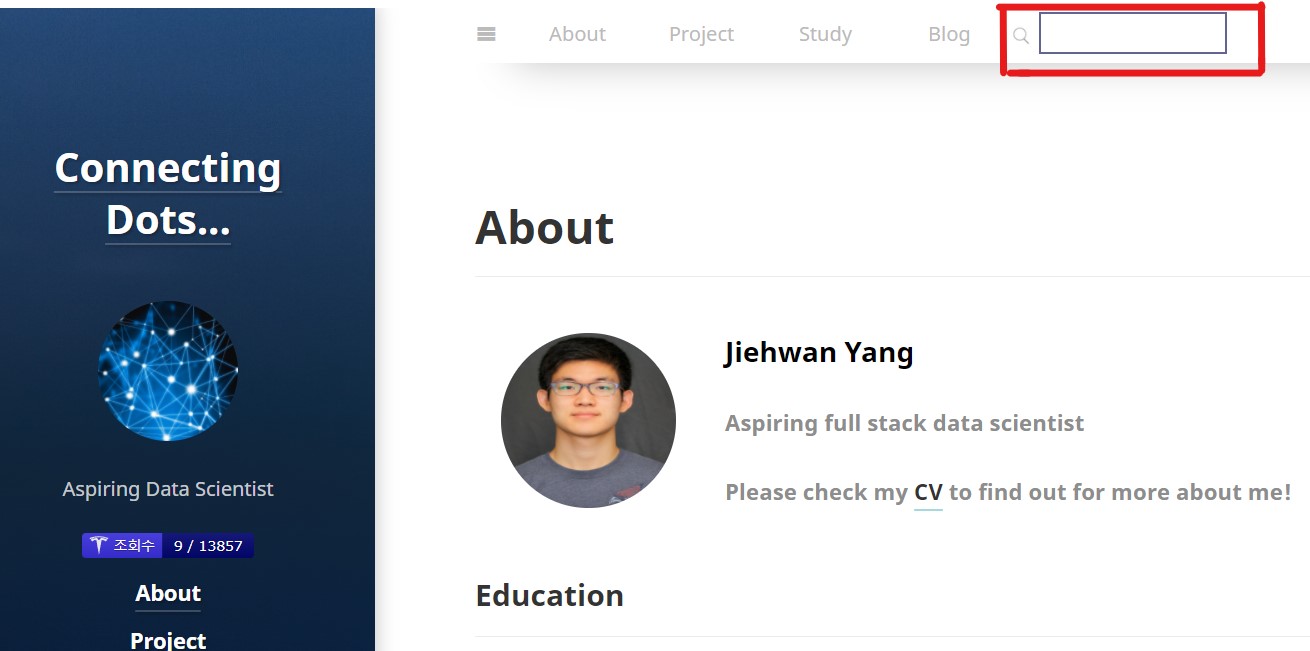 About Project Study Blog
Connecting
Dots...
Aspiring Data Scientist
조회수 9 / 13857
About
Project
About
Jiehwan Yang
Aspiring full stack data scientist
Please check my CV to find out for more about me!
Education